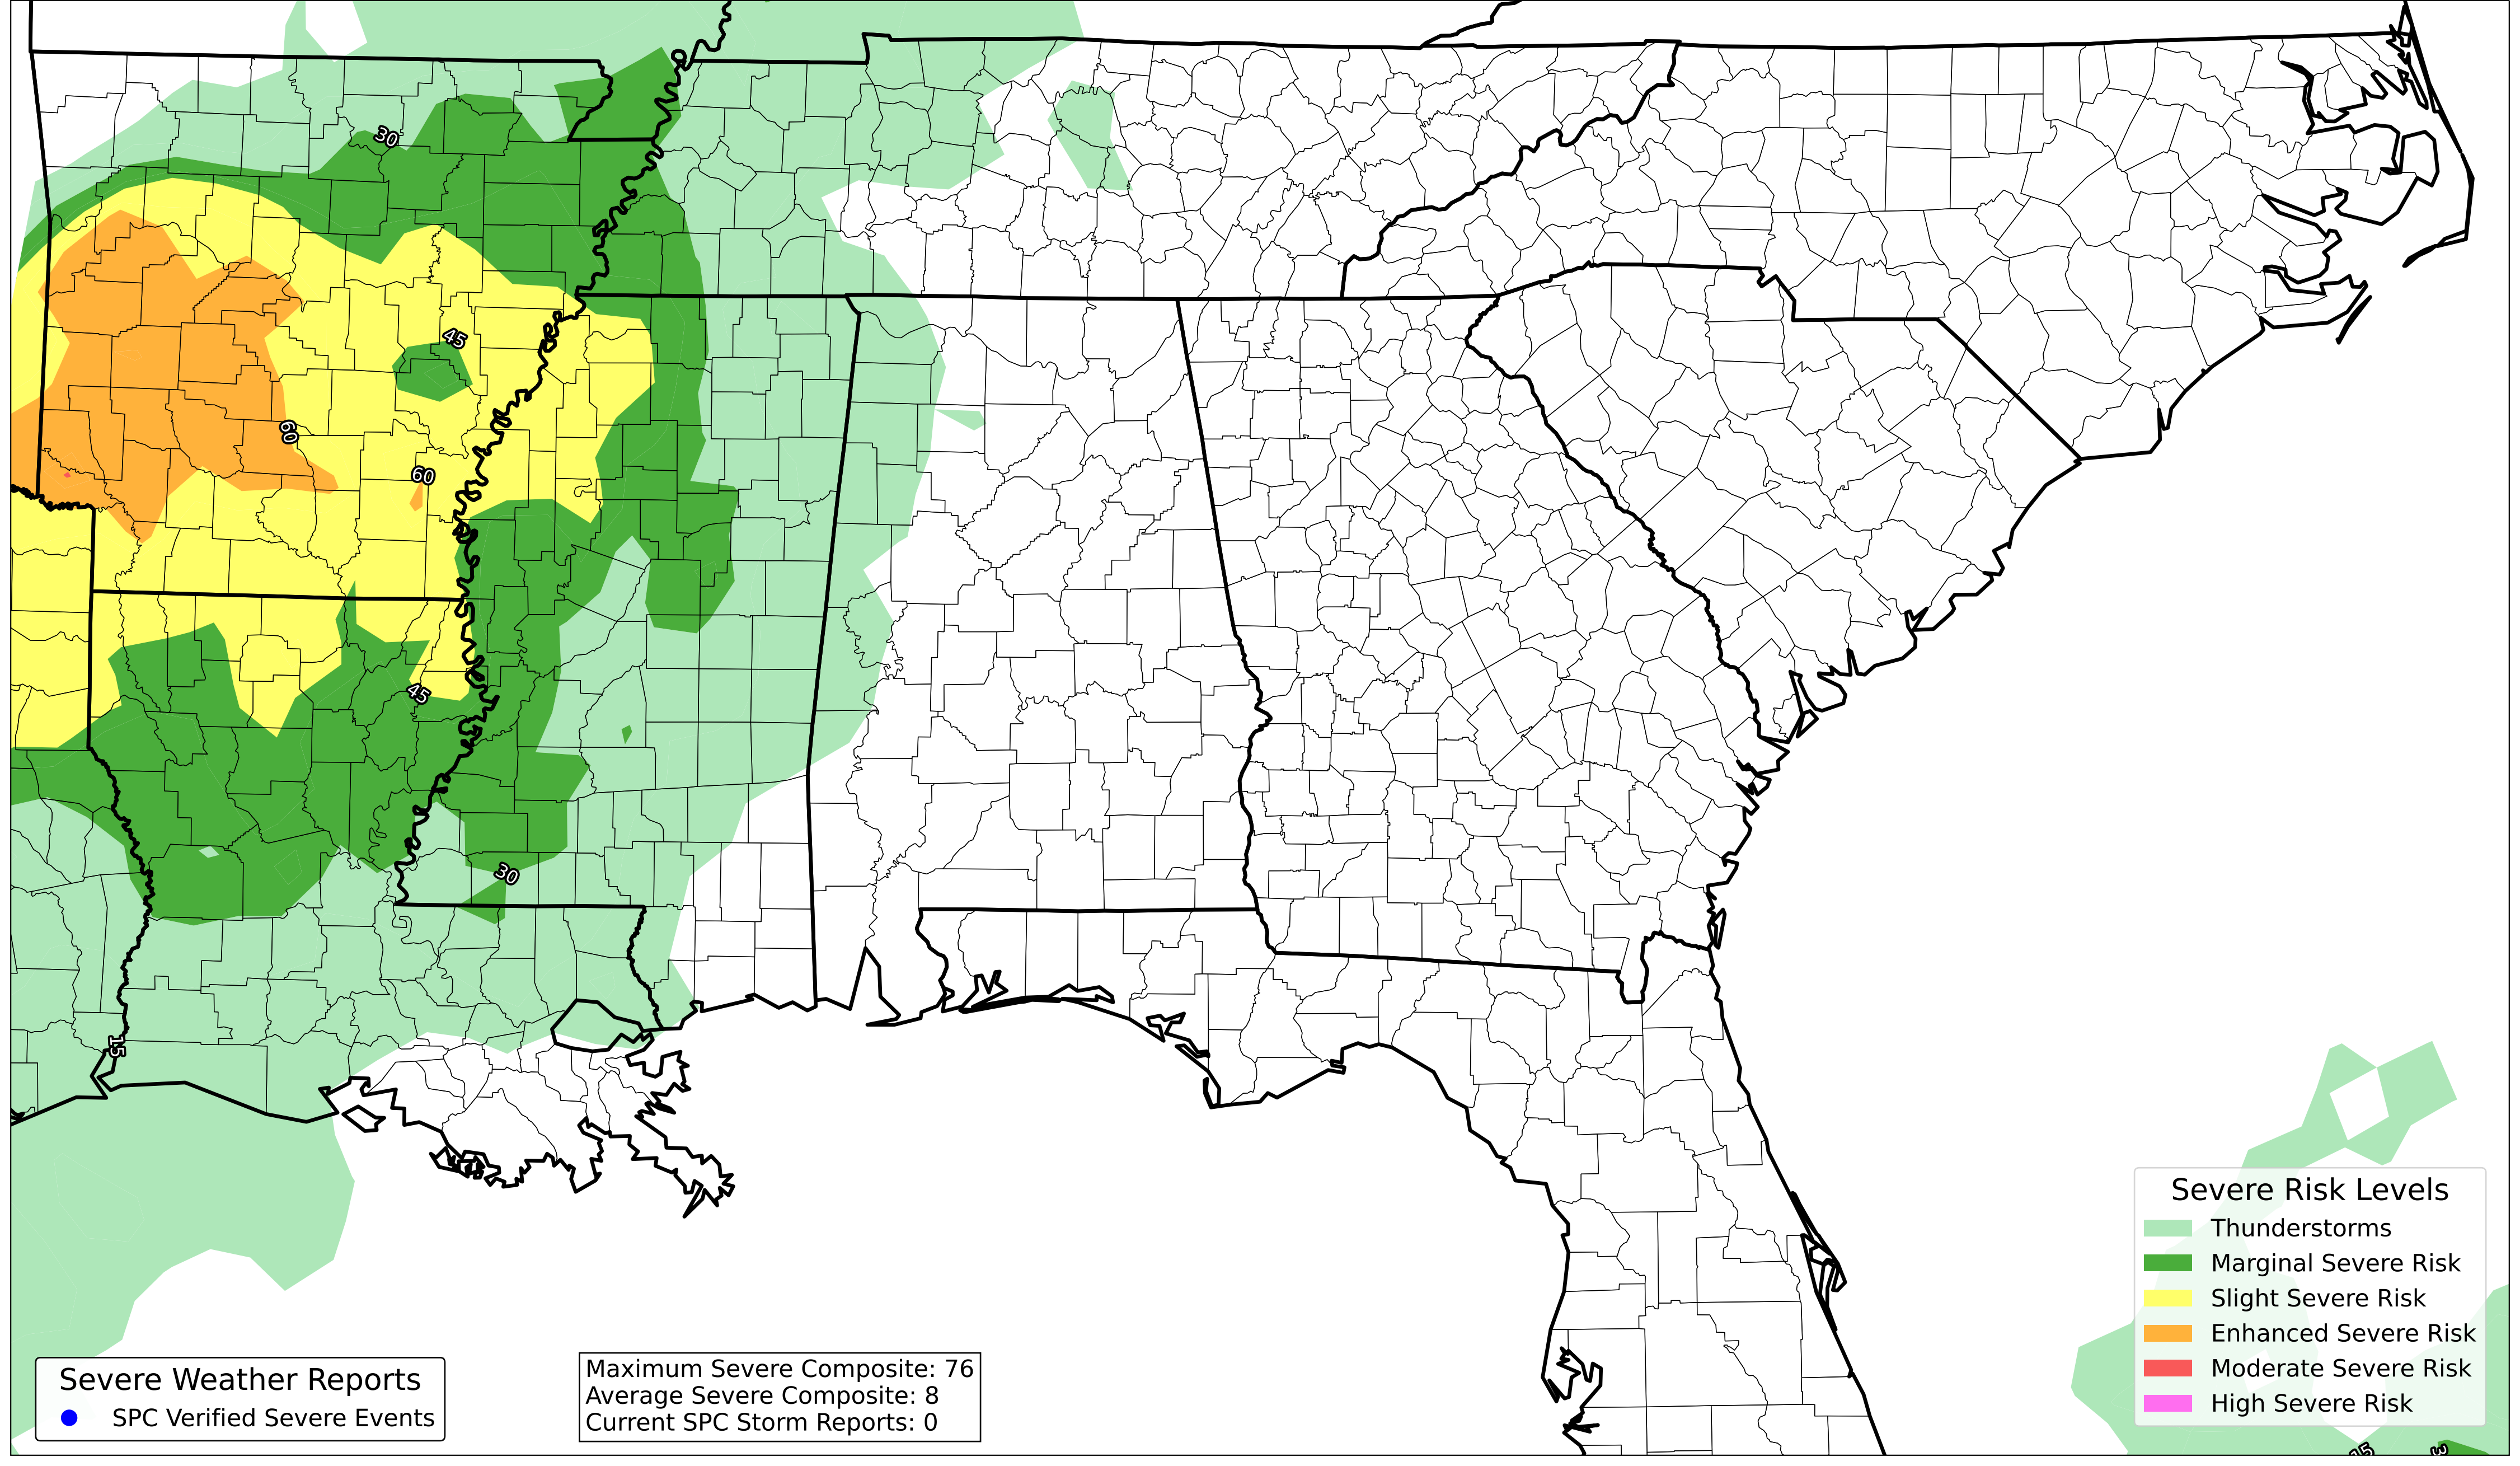 30
45
60
60
45
30
15
Severe Risk Levels
Thunderstorms
Marginal Severe Risk
Slight Severe Risk
Enhanced Severe Risk
Moderate Severe Risk
High Severe Risk
Severe Weather Reports
SPC Verified Severe Events
Maximum Severe Composite: 76
Average Severe Composite: 8
Current SPC Storm Reports: 0
15